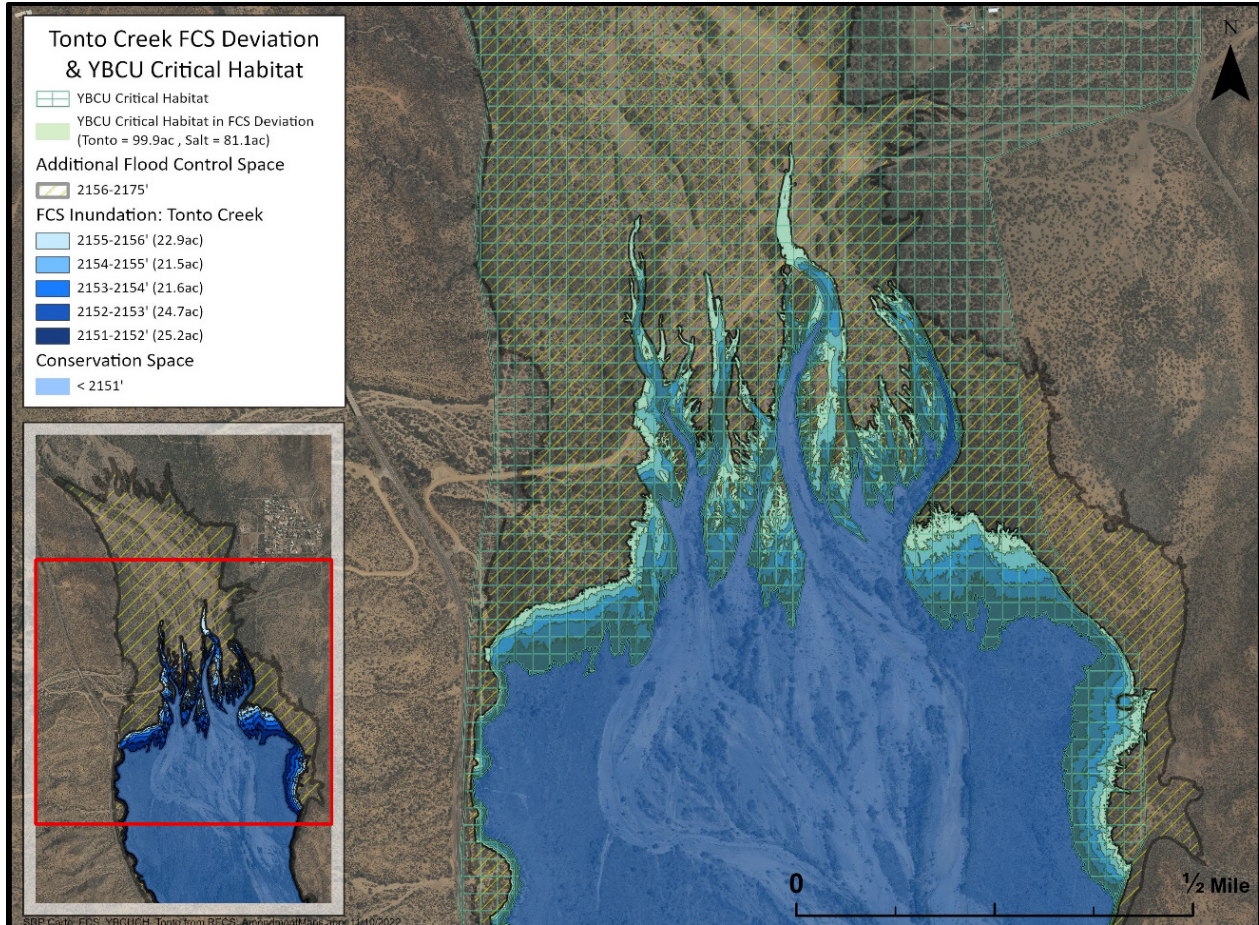 Tonto Creek FCS Deviation
& YBCU Critical Habitat
YBCU Critical Habitat
YBCU Critical Habitat in FCS Deviation
(Tonto = 99.9ac , Salt = 81.1ac)
Additional Flood Control Space
2156-2175'
FCS Inundation: Tonto Creek
2155-2156' (22.9ac)
2154-2155' (21.5ac)
2153-2154' (21.6ac)
2152-2153' (24.7ac)
2151-2152' (25.2ac)
Conservation Space
< 2151'
N
0
½ Mile